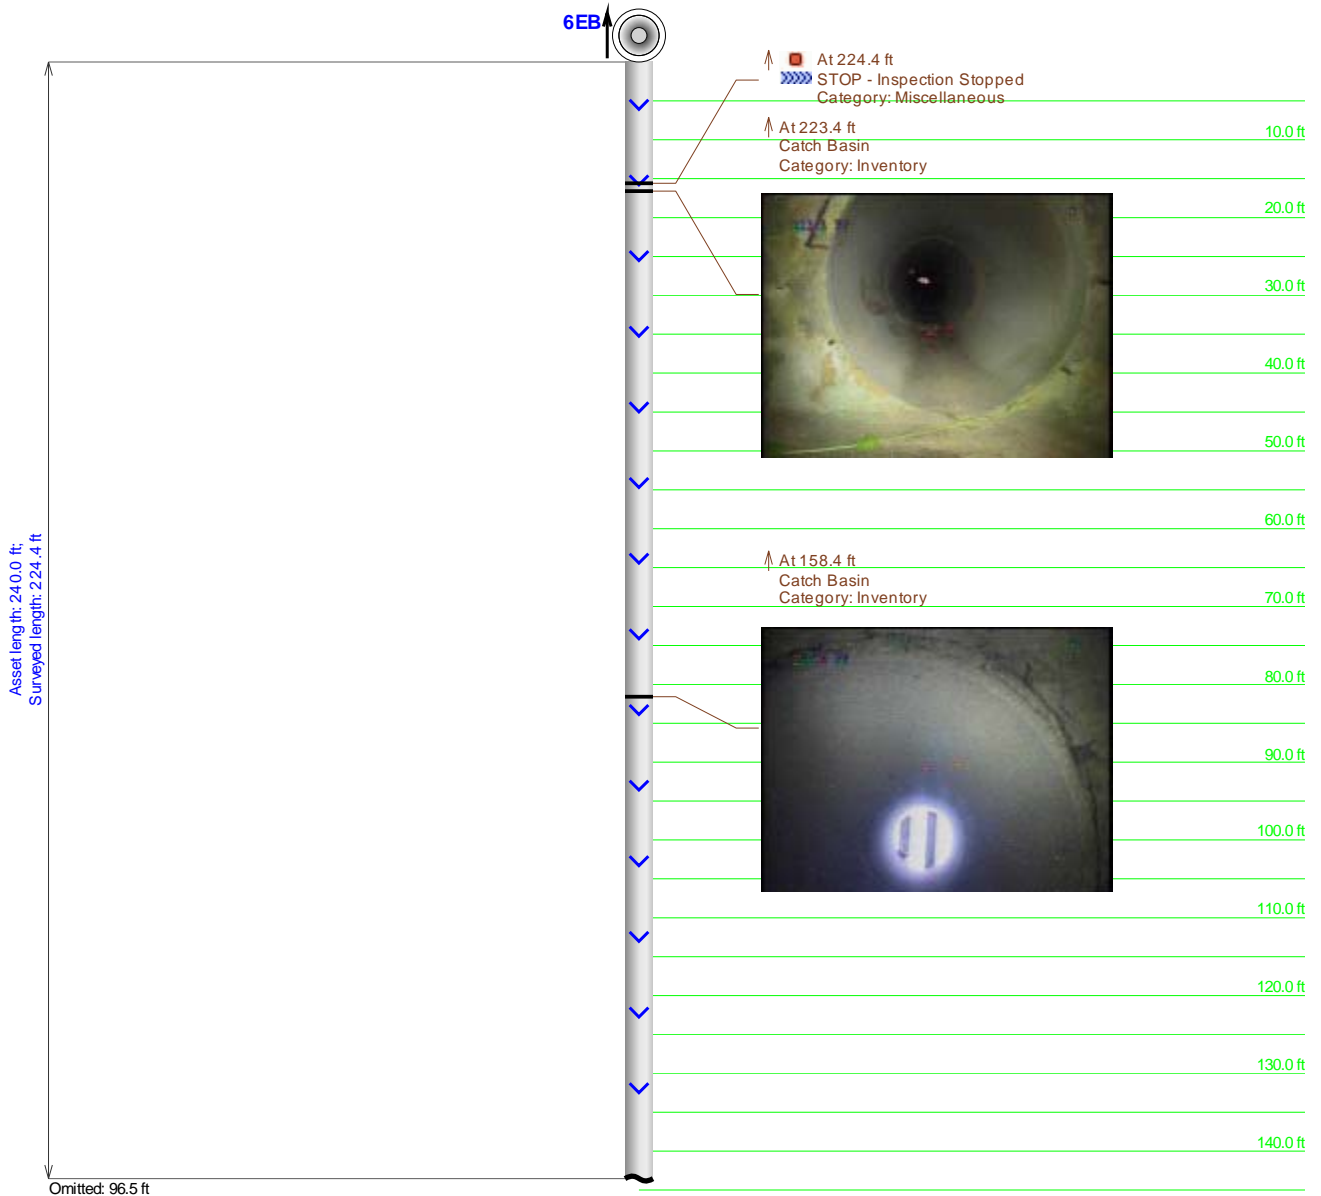 6EB
At 224.4 ft
STOP - Inspection Stopped
Category: Miscellaneous
At 223.4 ft
Catch Basin
Category: Inventory
10.0 ft
20.0 ft
30.0 ft
40.0 ft
50.0 ft
60.0 ft
Asset length: 240.0 ft;
Surveyed length: 224.4 ft
At 158.4 ft
Catch Basin
Category: Inventory
70.0 ft
80.0 ft
90.0 ft
100.0 ft
110.0 ft
120.0 ft
130.0 ft
140.0 ft
Omitted: 96.5 ft